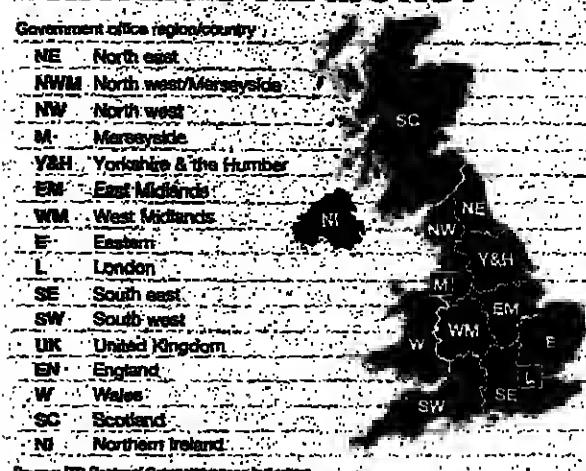 Government office region/country
NE North east
NWM North west/Merseyside
NW North west
M Merseyside
Y&H Yorkshire & the Humber
EM East Midlands
WM West Midlands
E Eastern
L London
SE South east
SW South west
UK United Kingdom
EN England
W Wales
SC Scotland
NI Northern Ireland
SC
NI
NE
NW
Y&H
M
EM
WM
E
W
L
SE
SW